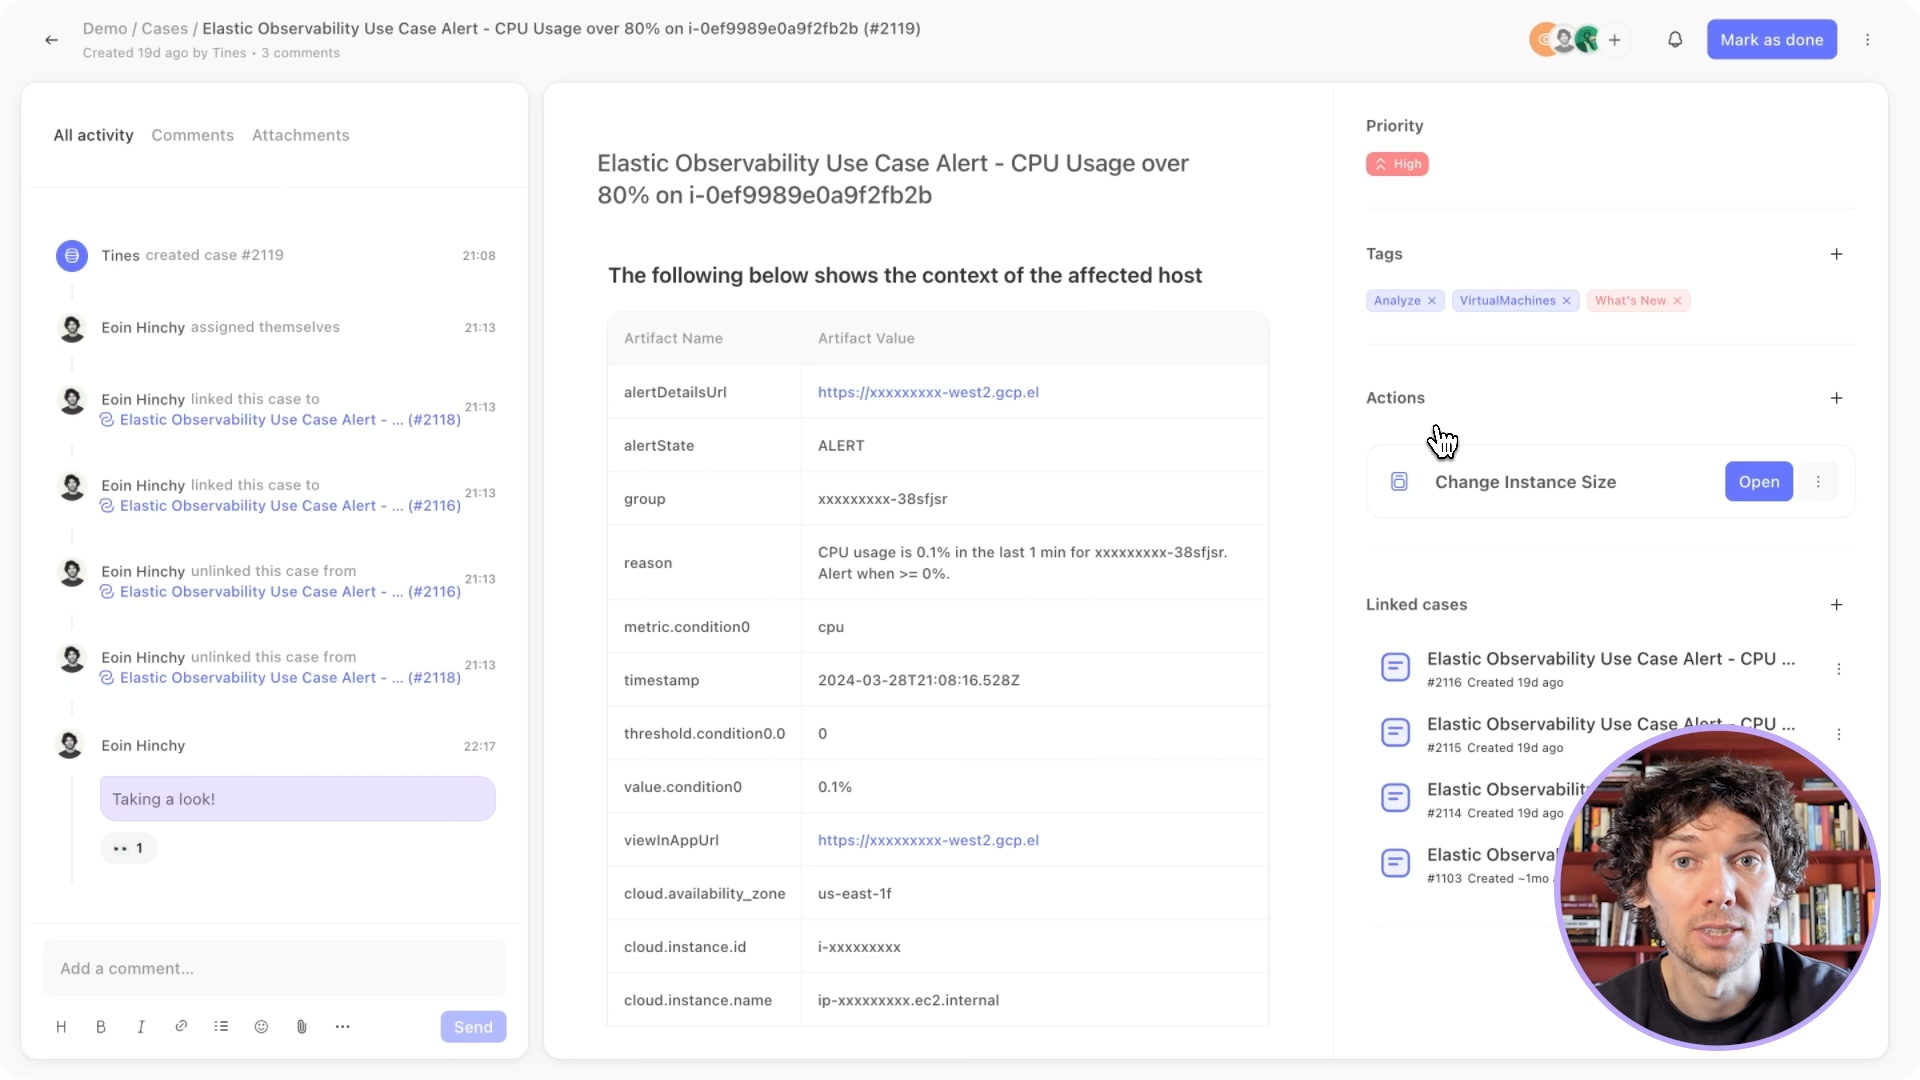 Demo / Cases / Elastic Observability Use Case Alert - CPU Usage over 80% on i-0ef9989e0a9f2fb2b (#2119)
Created 19d ago by Tines • 3 comments
Mark as done
All activity
Comments
Attachments
Tines created case #2119
21:08
Eoin Hinchy assigned themselves
21:13
Eoin Hinchy linked this case to
Elastic Observability Use Case Alert - ... (#2118)
21:13
Eoin Hinchy linked this case to
Elastic Observability Use Case Alert - ... (#2116)
21:13
Eoin Hinchy unlinked this case from
Elastic Observability Use Case Alert - ... (#2116)
21:13
Eoin Hinchy unlinked this case from
Elastic Observability Use Case Alert - ... (#2118)
21:13
Eoin Hinchy
22:17
Taking a look!
1
Add a comment...
H B I
Send
Elastic Observability Use Case Alert - CPU Usage over
80% on i-0ef9989e0a9f2fb2b
The following below shows the context of the affected host
Artifact Name Artifact Value
alertDetailsUrl https://xxxxxxxxx-west2.gcp.el
alertState ALERT
group xxxxxxxxx-38sfjsr
reason CPU usage is 0.1% in the last 1 min for xxxxxxxxx-38sfjsr.
Alert when >= 0%.
metric.condition0 cpu
timestamp 2024-03-28T21:08:16.528Z
threshold.condition0.0 0
value.condition0 0.1%
viewInAppUrl https://xxxxxxxxx-west2.gcp.el
cloud.availability_zone us-east-1f
cloud.instance.id i-xxxxxxxxx
cloud.instance.name ip-xxxxxxxxx.ec2.internal
Priority
High
Tags
Analyze × VirtualMachines × What's New ×
Actions
Change Instance Size
Open
Linked cases
Elastic Observability Use Case Alert - CPU ...
#2116 Created 19d ago
Elastic Observability Use Case Alert - CPU ...
#2115 Created 19d ago
Elastic Observability
#2114 Created 19d ago
Elastic Observa
#1103 Created ~1mo